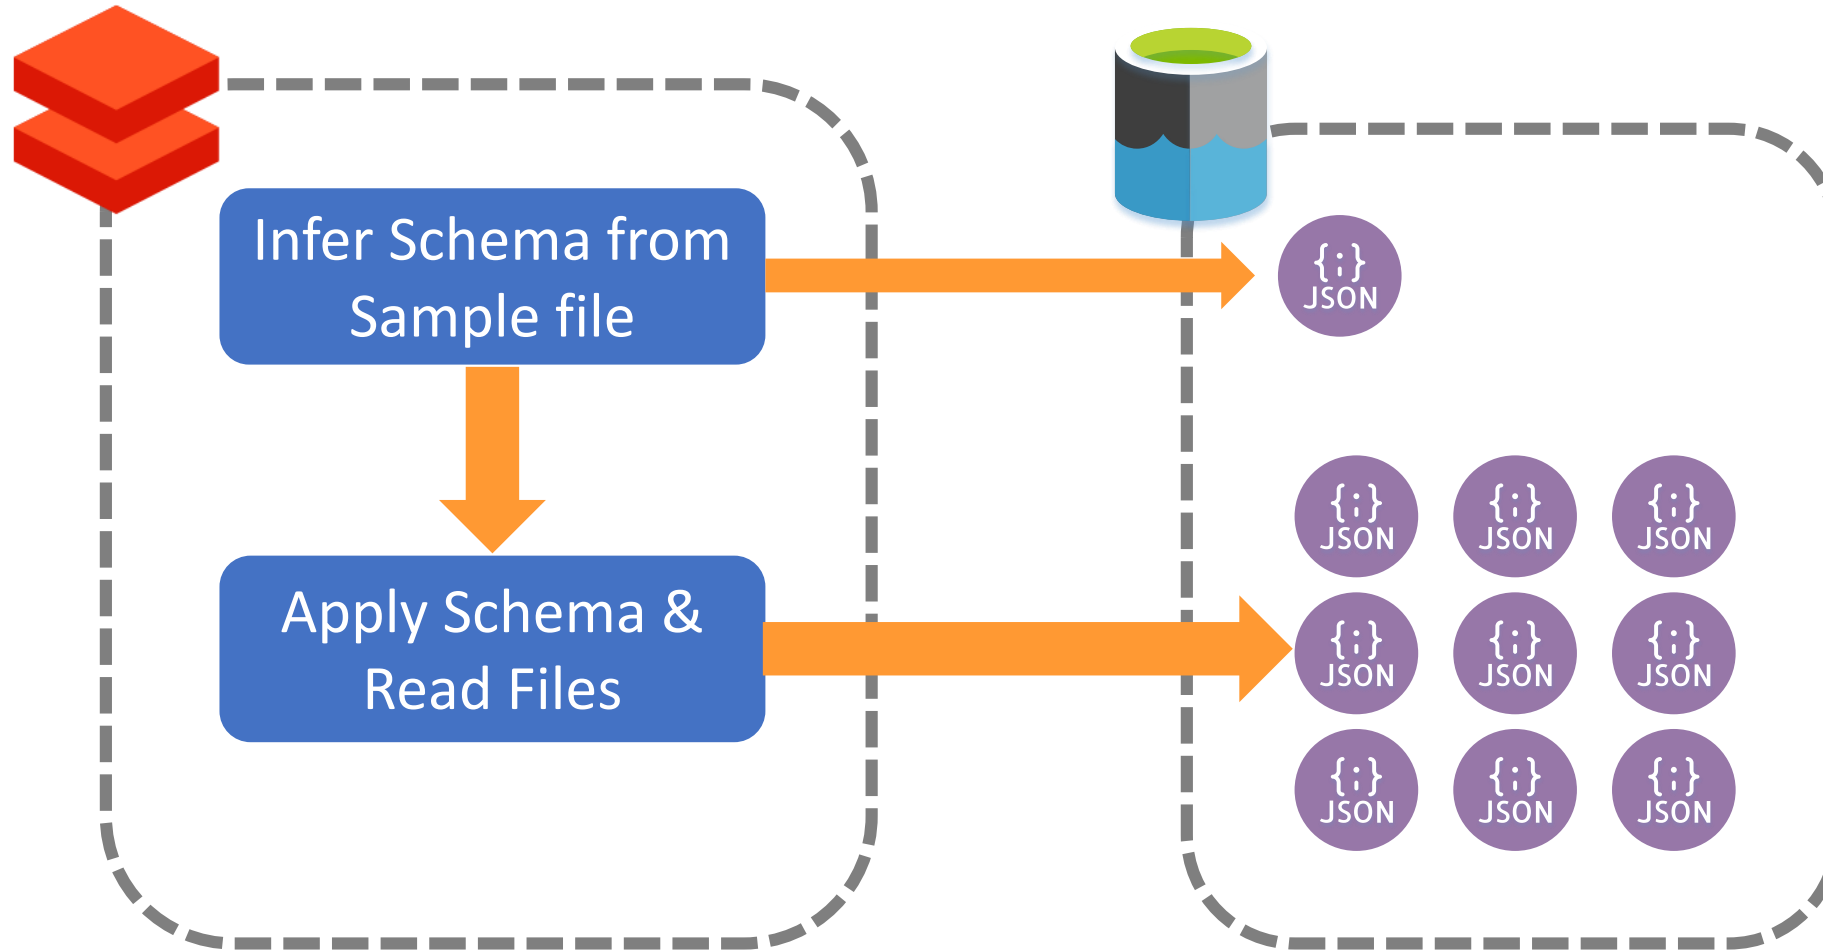 Infer Schema from
Sample file
{;}
JSON
Apply Schema &
Read Files
{;} {;} {;}
JSON JSON JSON
{;} {;} {;}
JSON JSON JSON
{;} {;} {;}
JSON JSON JSON